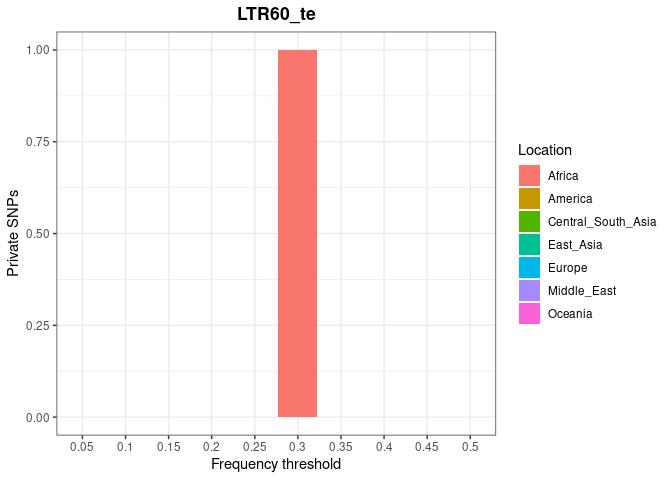 LTR60_te
1.00
0.75
0.50
0.25
0.00
Private SNPs
0.05 0.1 0.15 0.2 0.25 0.3 0.35 0.4 0.45 0.5
Frequency threshold
Location
Africa
America
Central_South_Asia
East_Asia
Europe
Middle_East
Oceania